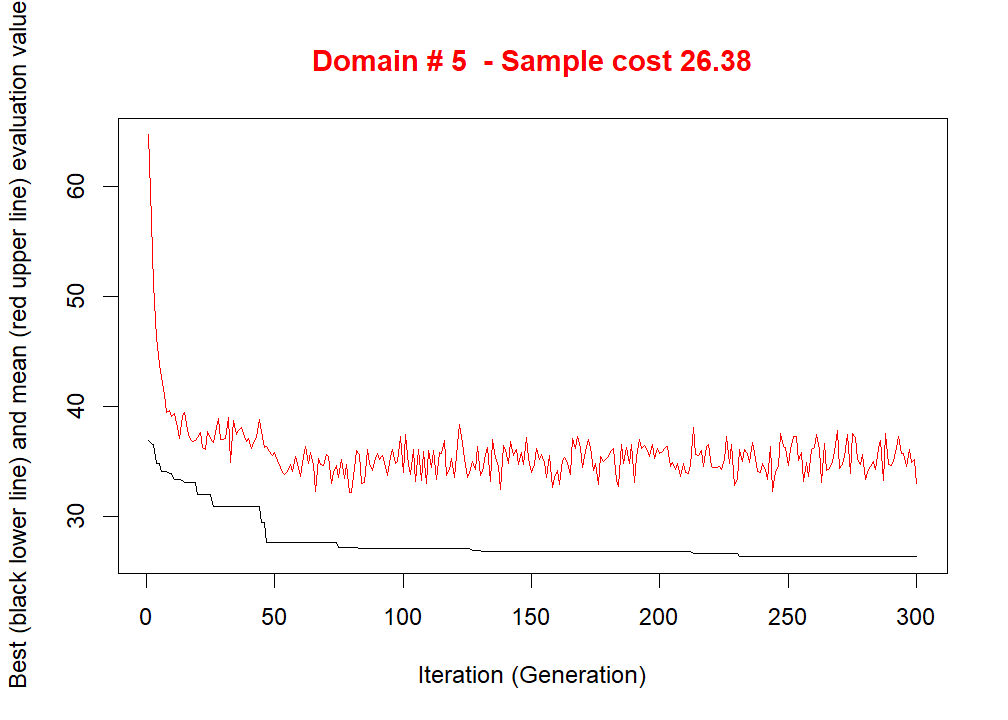 Domain # 5  - Sample cost 26.38
Best (black lower line) and mean (red upper line) evaluation value
60
50
40
30
0 50 100 150 200 250 300
Iteration (Generation)